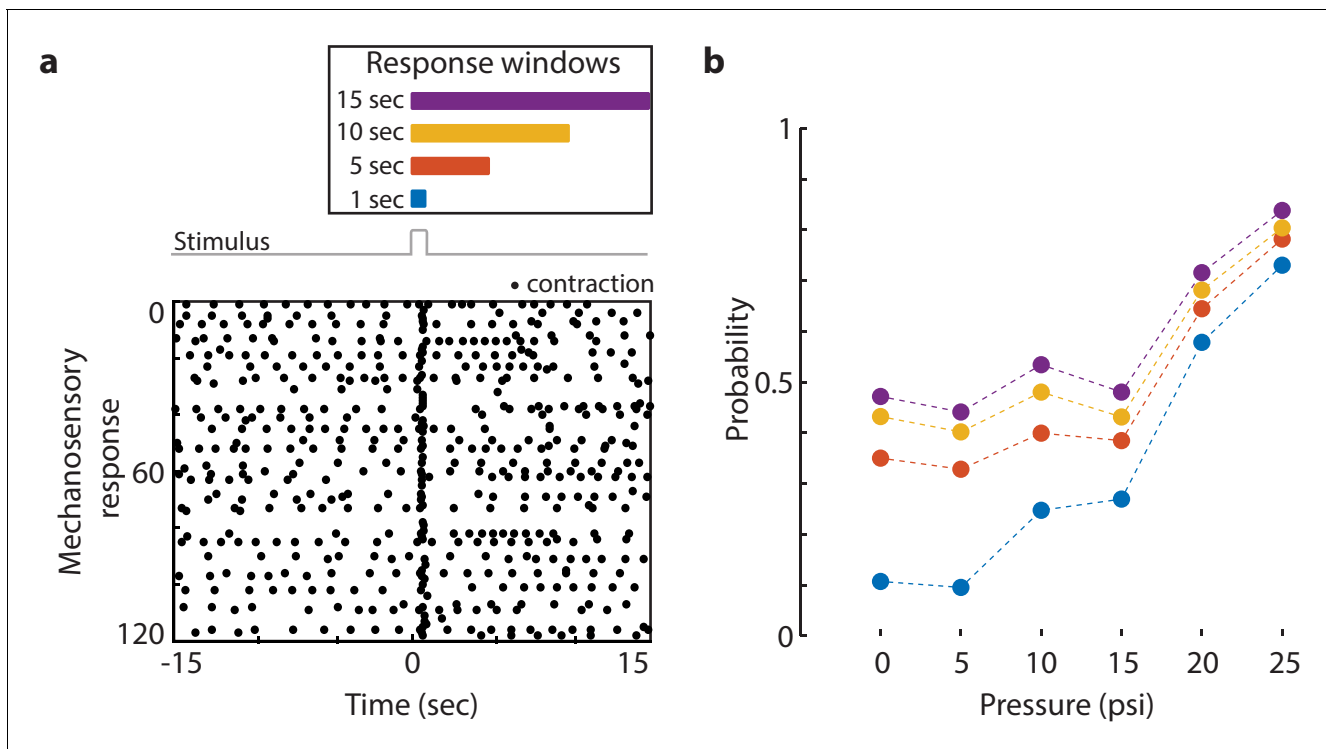 a
Response windows
15 sec
10 sec
5 sec
1 sec
Stimulus
• contraction
0
60
120
Mechanosensory
response
-15 0 15
Time (sec)
b
1
0.5
0
Probability
0 5 10 15 20 25
Pressure (psi)